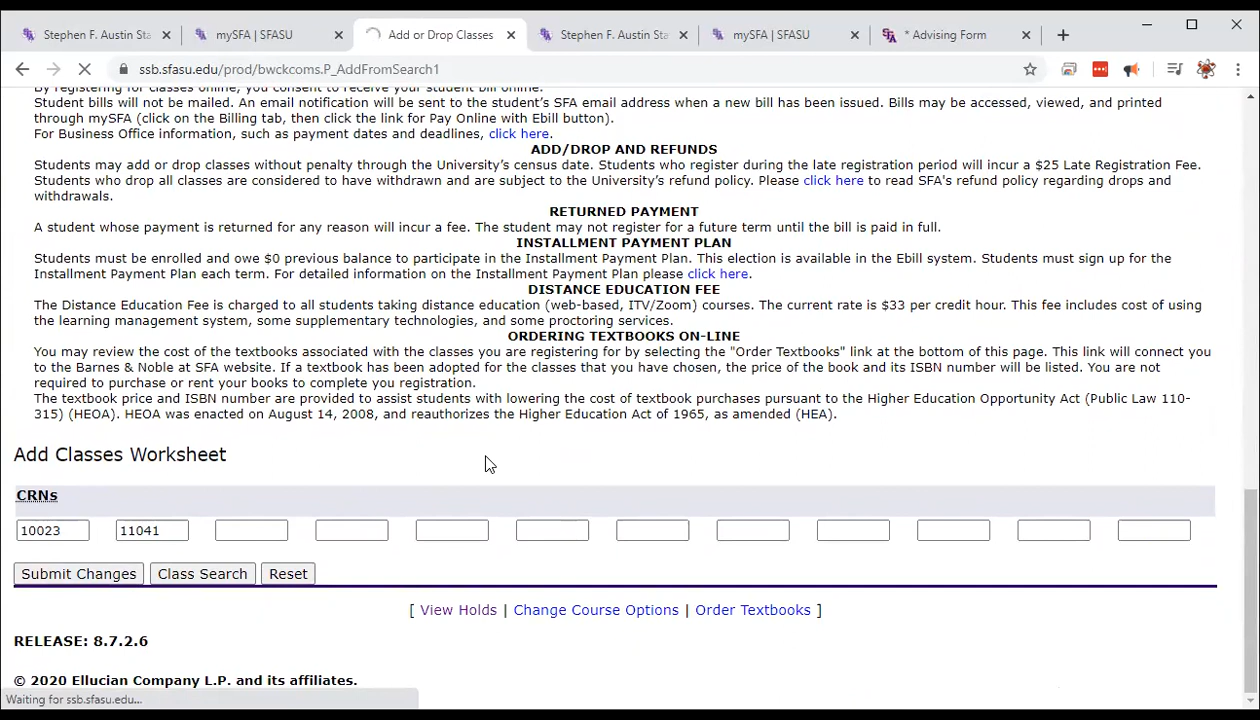 Stephen F. Austin Sta
mySFA | SFASU
Add or Drop Classes
Stephen F. Austin Sta
mySFA | SFASU
* Advising Form
ssb.sfasu.edu/prod/bwckcoms.P_AddFromSearch1
By registering for classes online, you consent to receive your student bill online.
Student bills will not be mailed. An email notification will be sent to the student's SFA email address when a new bill has been issued. Bills may be accessed, viewed, and printed
through mySFA (click on the Billing tab, then click the link for Pay Online with Ebill button).
For Business Office information, such as payment dates and deadlines, click here.
ADD/DROP AND REFUNDS
Students may add or drop classes without penalty through the University's census date. Students who register during the late registration period will incur a $25 Late Registration Fee.
Students who drop all classes are considered to have withdrawn and are subject to the University's refund policy. Please click here to read SFA's refund policy regarding drops and
withdrawals.
RETURNED PAYMENT
A student whose payment is returned for any reason will incur a fee. The student may not register for a future term until the bill is paid in full.
INSTALLMENT PAYMENT PLAN
Students must be enrolled and owe $0 previous balance to participate in the Installment Payment Plan. This election is available in the Ebill system. Students must sign up for the
Installment Payment Plan each term. For detailed information on the Installment Payment Plan please click here.
DISTANCE EDUCATION FEE
The Distance Education Fee is charged to all students taking distance education (web-based, ITV/Zoom) courses. The current rate is $33 per credit hour. This fee includes cost of using
the learning management system, some supplementary technologies, and some proctoring services.
ORDERING TEXTBOOKS ON-LINE
You may review the cost of the textbooks associated with the classes you are registering for by selecting the "Order Textbooks" link at the bottom of this page. This link will connect you
to the Barnes & Noble at SFA website. If a textbook has been adopted for the classes that you have chosen, the price of the book and its ISBN number will be listed. You are not
required to purchase or rent your books to complete you registration.
The textbook price and ISBN number are provided to assist students with lowering the cost of textbook purchases pursuant to the Higher Education Opportunity Act (Public Law 110-
315) (HEOA). HEOA was enacted on August 14, 2008, and reauthorizes the Higher Education Act of 1965, as amended (HEA).
Add Classes Worksheet
CRNs
10023 11041
Submit Changes Class Search Reset
[ View Holds | Change Course Options | Order Textbooks ]
RELEASE: 8.7.2.6
© 2020 Ellucian Company L.P. and its affiliates.
Waiting for ssb.sfasu.edu...